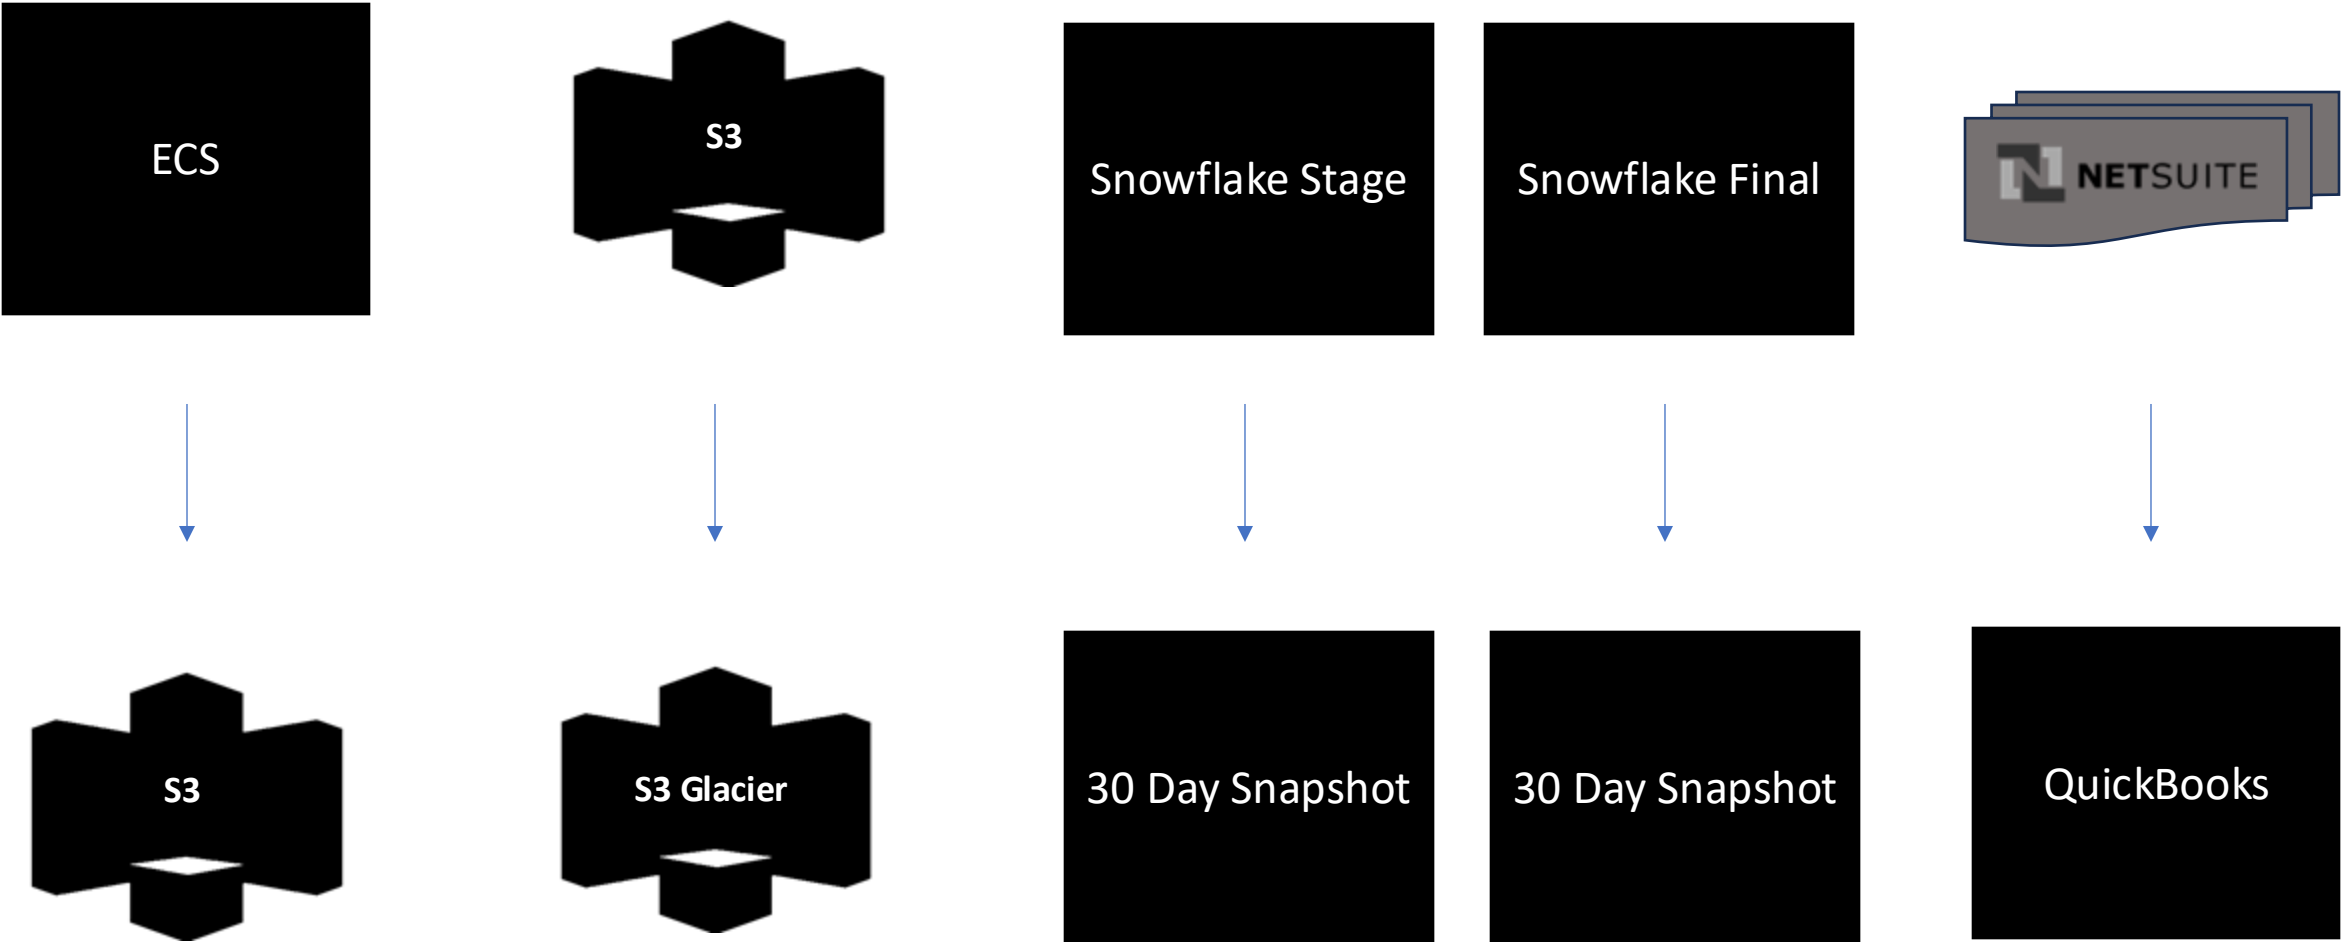 ECS
S3
Snowflake Stage
Snowflake Final
NETSUITE
S3
S3 Glacier
30 Day Snapshot
30 Day Snapshot
QuickBooks